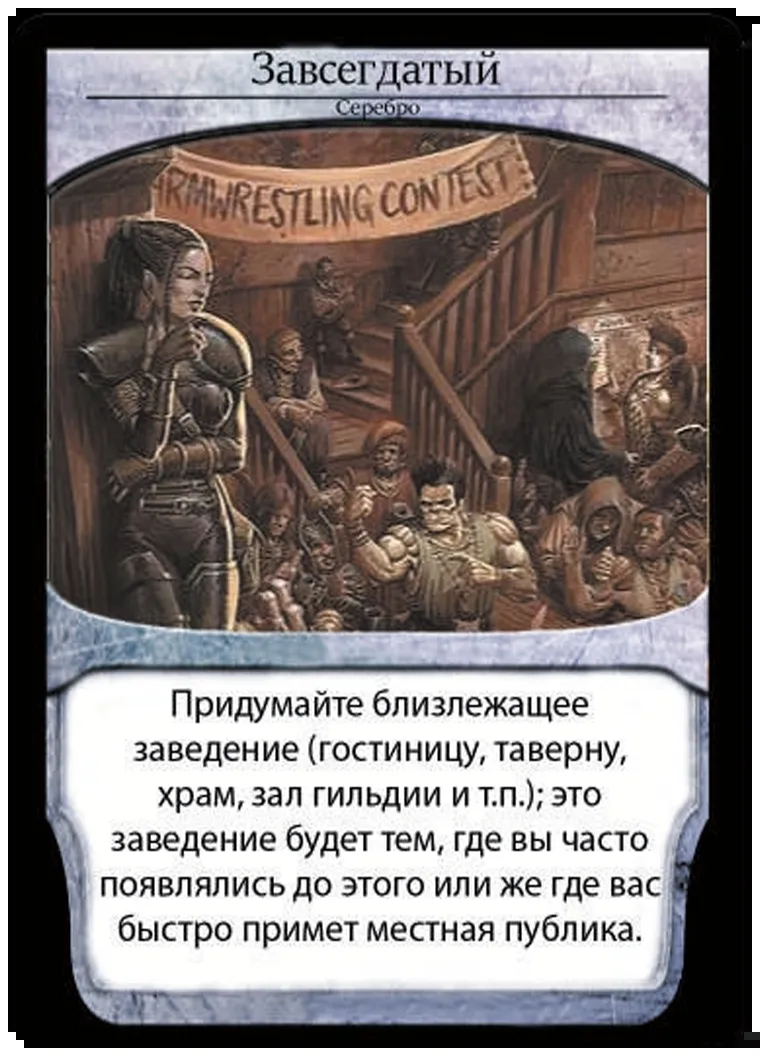 Завсегдатый
Серебро
ARMWRESTLING CONTEST
Придумайте близлежащее
заведение (гостиницу, таверну,
храм, зал гильдии и т.п.); это
заведение будет тем, где вы часто
появлялись до этого или же где вас
быстро примет местная публика.